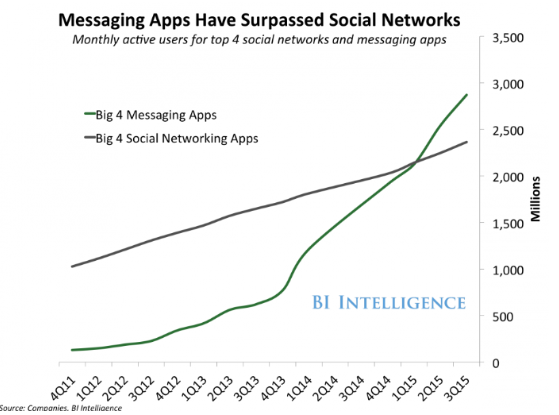 Messaging Apps Have Surpassed Social Networks
Monthly active users for top 4 social networks and messaging apps
3,500
3,000
Big 4 Messaging Apps
Big 4 Social Networking Apps
2,500
2,000
Millions
1,500
1,000
BI INTELLIGENCE
500
0
4Q11 1Q12 2Q12 3Q12 4Q12 1Q13 2Q13 3Q13 4Q13 1Q14 2Q14 3Q14 4Q14 1Q15 2Q15 3Q15
Source: Companies, BI Intelligence